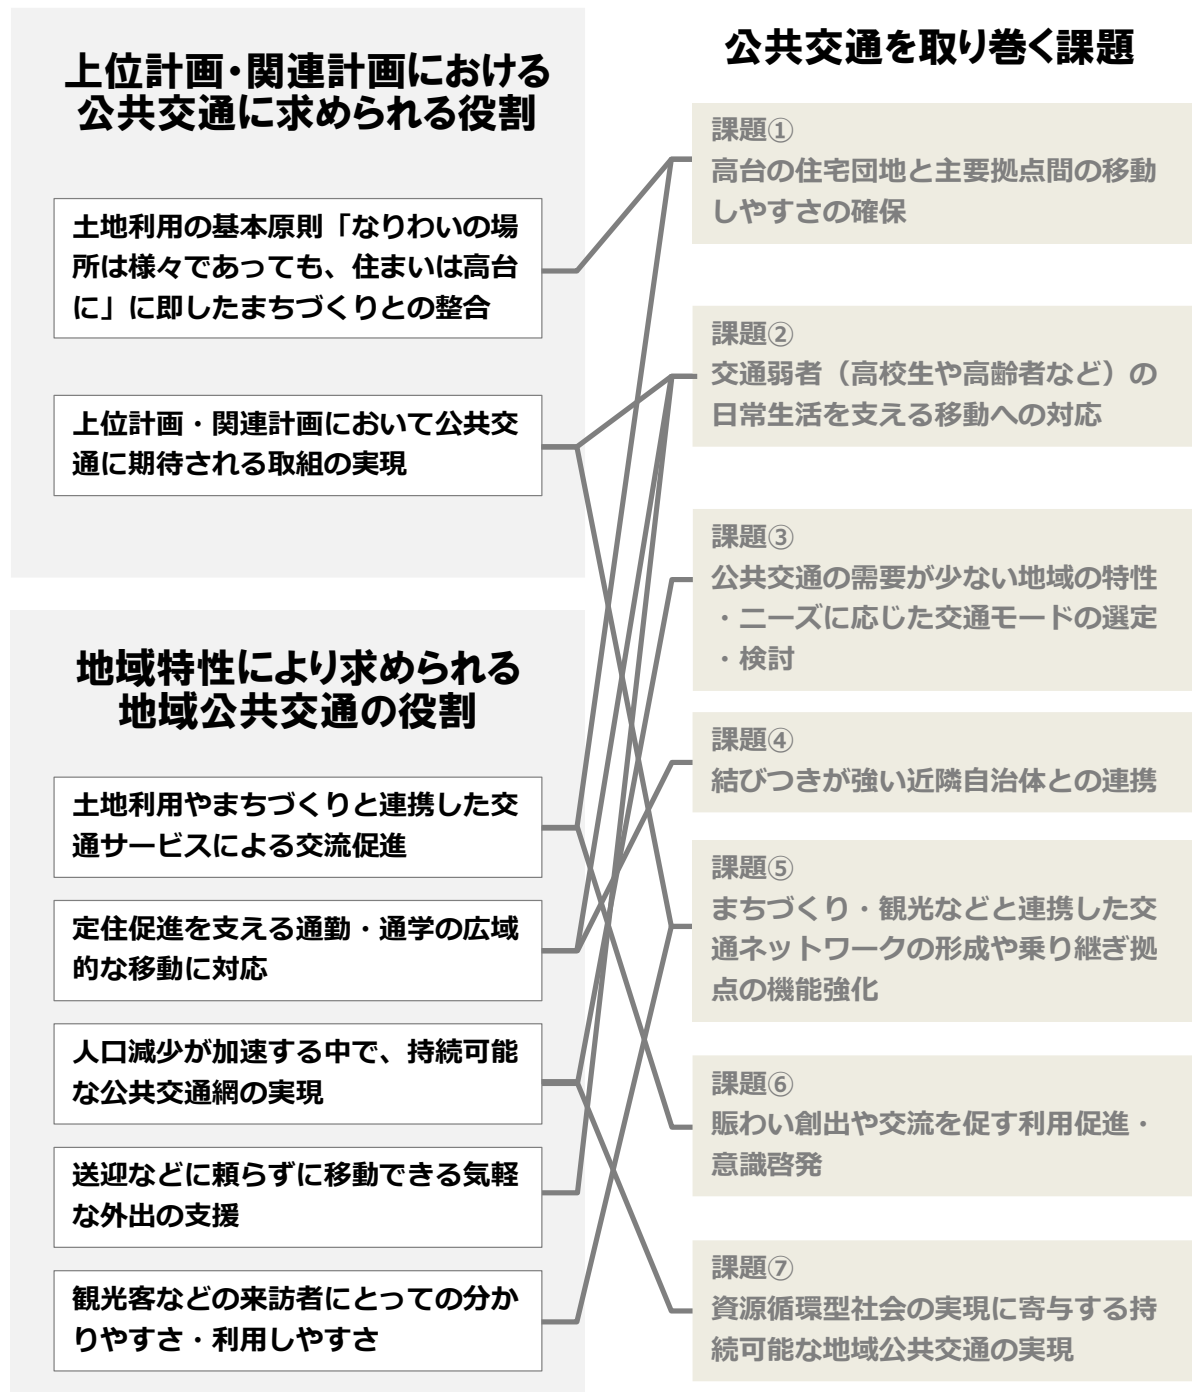 上位計画・関連計画における
公共交通に求められる役割
土地利用の基本原則「なりわいの場
所は様々であっても、住まいは高台
に」に即したまちづくりとの整合
上位計画・関連計画において公共交
通に期待される取組の実現
地域特性により求められる
地域公共交通の役割
土地利用やまちづくりと連携した交
通サービスによる交流促進
定住促進を支える通勤・通学の広域
的な移動に対応
人口減少が加速する中で、持続可能
な公共交通網の実現
送迎などに頼らずに移動できる気軽
な外出の支援
観光客などの来訪者にとっての分か
りやすさ・利用しやすさ
公共交通を取り巻く課題
課題①
高台の住宅団地と主要拠点間の移動
しやすさの確保
課題②
交通弱者（高校生や高齢者など）の
日常生活を支える移動への対応
課題③
公共交通の需要が少ない地域の特性
・ニーズに応じた交通モードの選定
・検討
課題④
結びつきが強い近隣自治体との連携
課題⑤
まちづくり・観光などと連携した交
通ネットワークの形成や乗り継ぎ拠
点の機能強化
課題⑥
賑わい創出や交流を促す利用促進・
意識啓発
課題⑦
資源循環型社会の実現に寄与する持
続可能な地域公共交通の実現